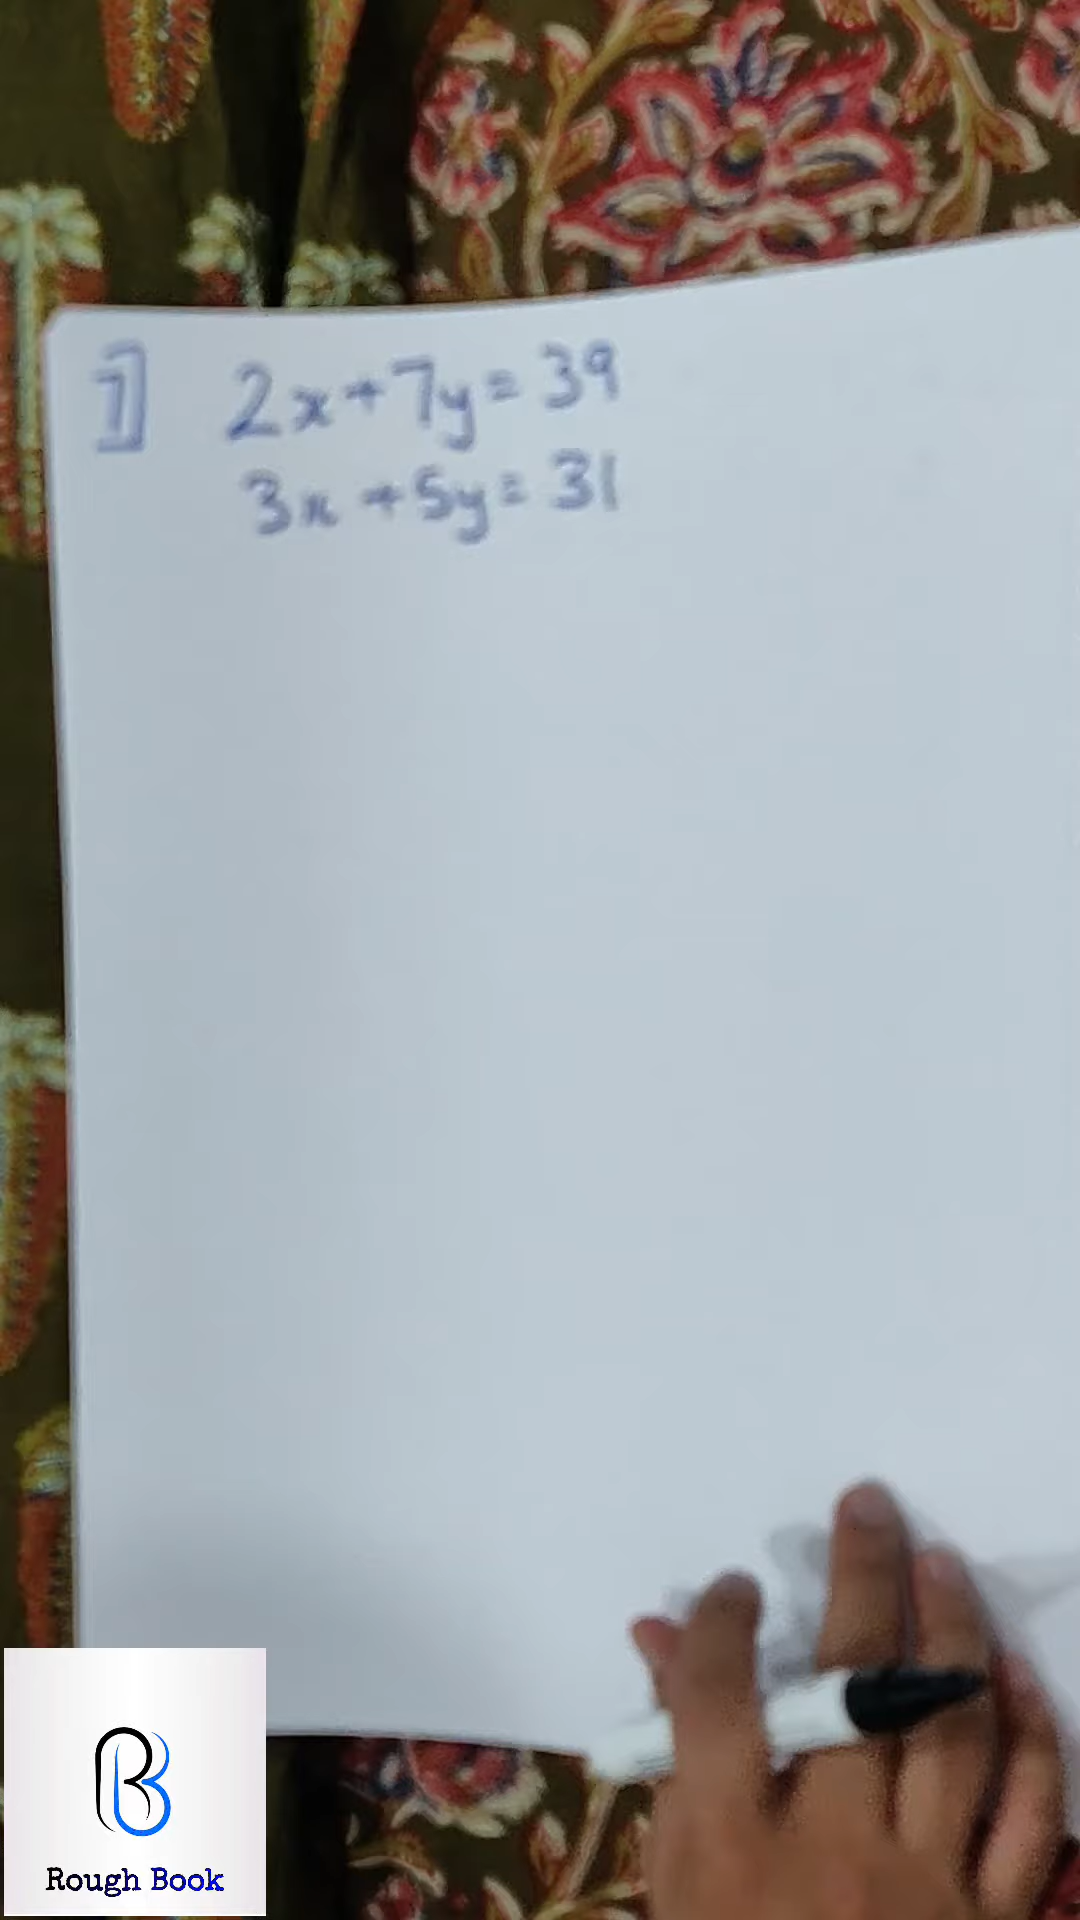 1] 2x + 7y = 39
3x + 5y = 31
Rough Book